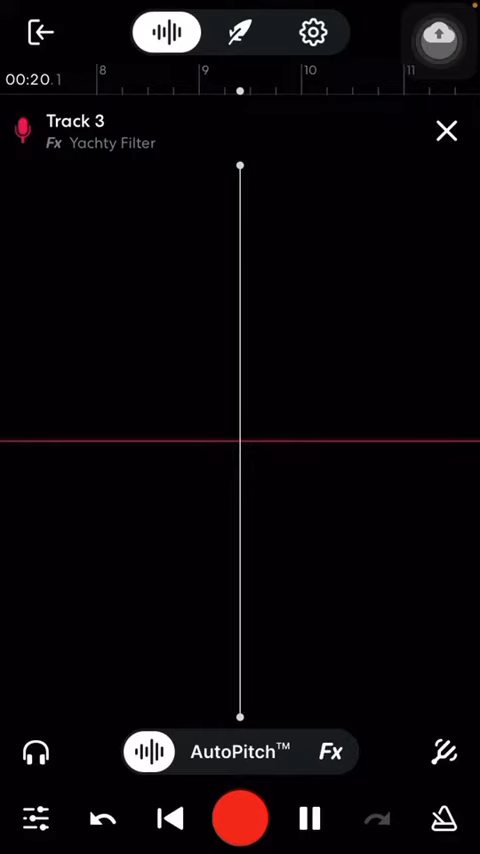 00:20.1
8
9
10
11
Track 3
Fx Yachty Filter
AutoPitch™
Fx